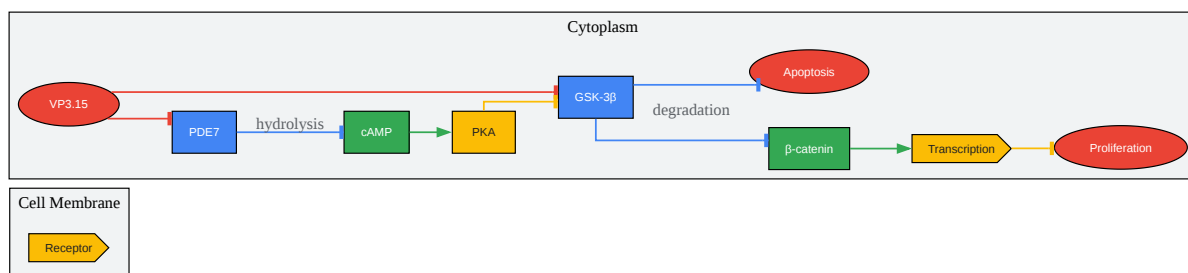 Cytoplasm
VP3.15
PDE7
hydrolysis
cAMP
PKA
GSK-3β
degradation
Apoptosis
β-catenin
Transcription
Proliferation
Cell Membrane
Receptor